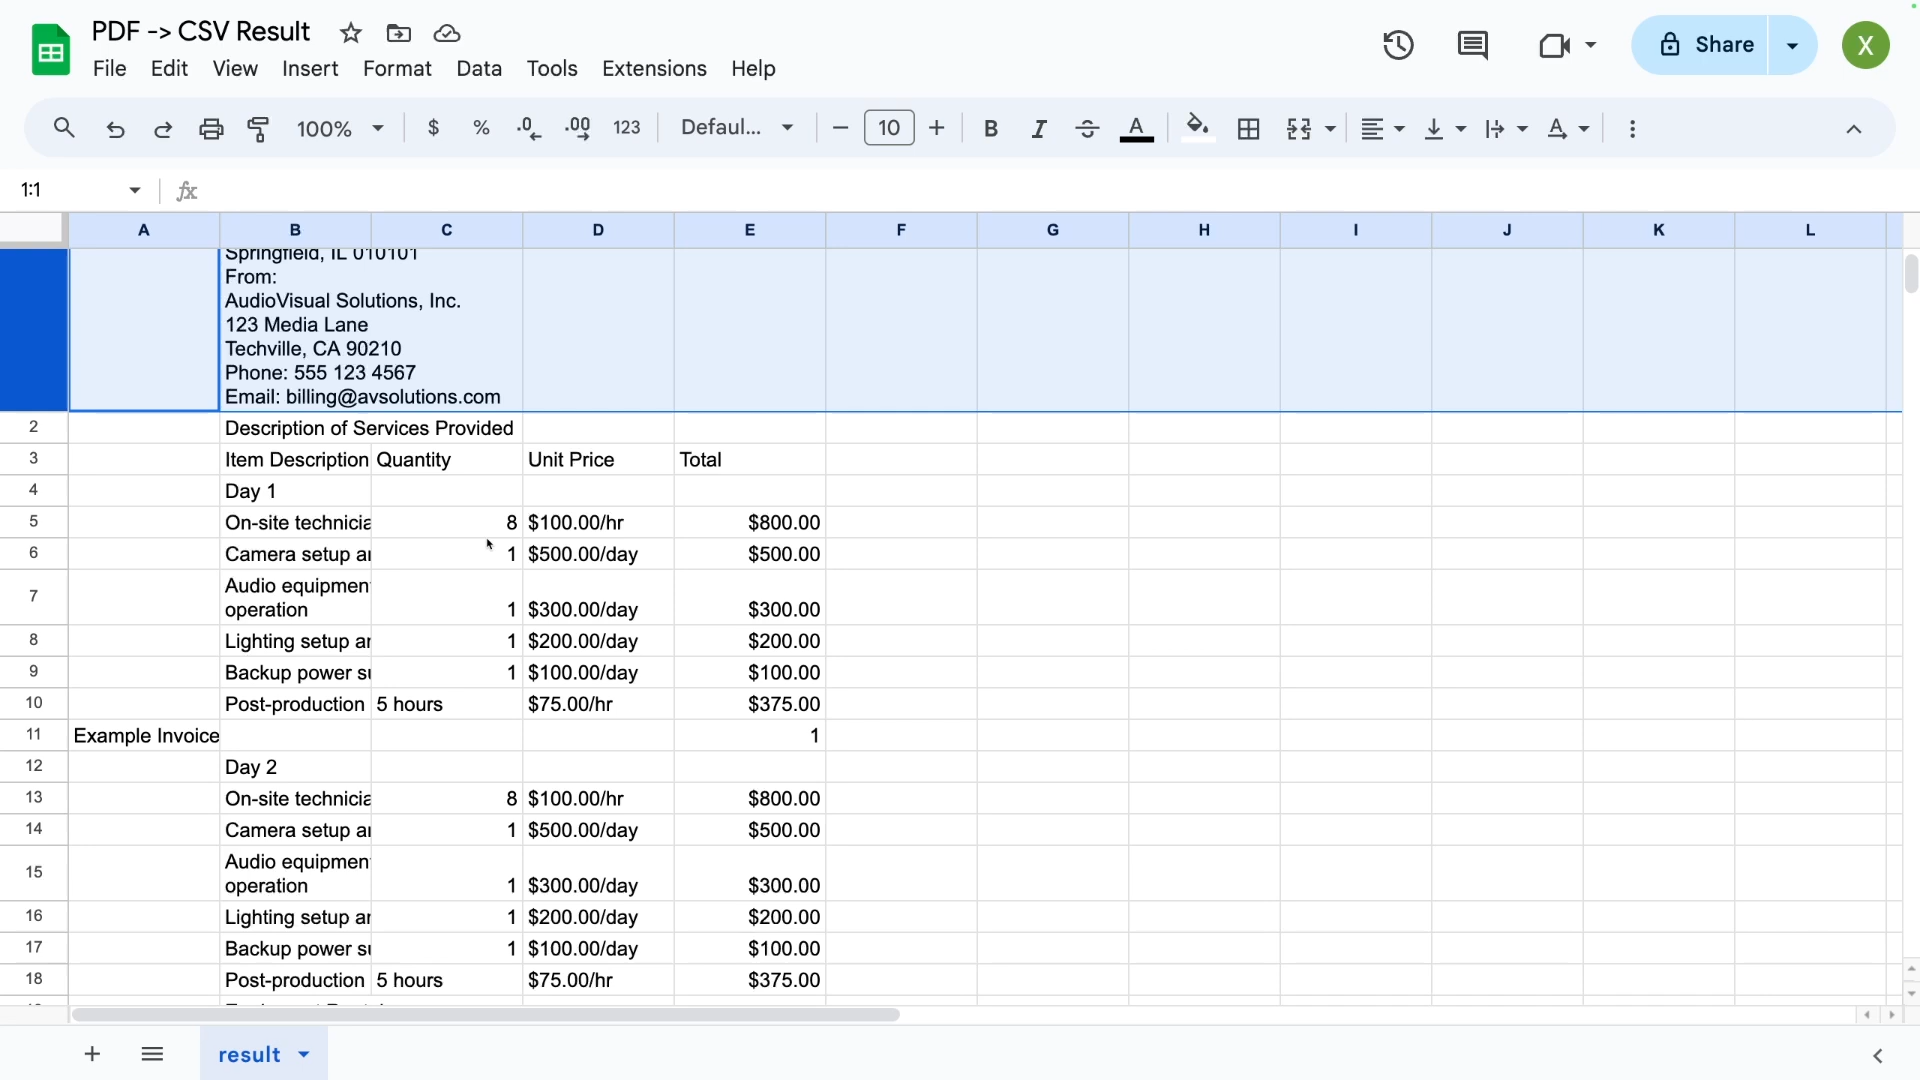 PDF -> CSV Result
File Edit View Insert Format Data Tools Extensions Help
Share
X
100% $ % .0 .00 123 Defaul... 10 B I A
1:1 fx
A B C D E F G H I J K L
Springfield, IL 010101
From:
AudioVisual Solutions, Inc.
123 Media Lane
Techville, CA 90210
Phone: 555 123 4567
Email: billing@avsolutions.com
2 Description of Services Provided
3 Item Description Quantity Unit Price Total
4 Day 1
5 On-site technicia 8 $100.00/hr $800.00
6 Camera setup 1 $500.00/day $500.00
7 Audio equipmen
operation 1 $300.00/day $300.00
8 Lighting setup 1 $200.00/day $200.00
9 Backup power 1 $100.00/day $100.00
10 Post-production 5 hours $75.00/hr $375.00
11 Example Invoice 1
12 Day 2
13 On-site technicia 8 $100.00/hr $800.00
14 Camera setup 1 $500.00/day $500.00
15 Audio equipmen
operation 1 $300.00/day $300.00
16 Lighting setup 1 $200.00/day $200.00
17 Backup power 1 $100.00/day $100.00
18 Post-production 5 hours $75.00/hr $375.00
result